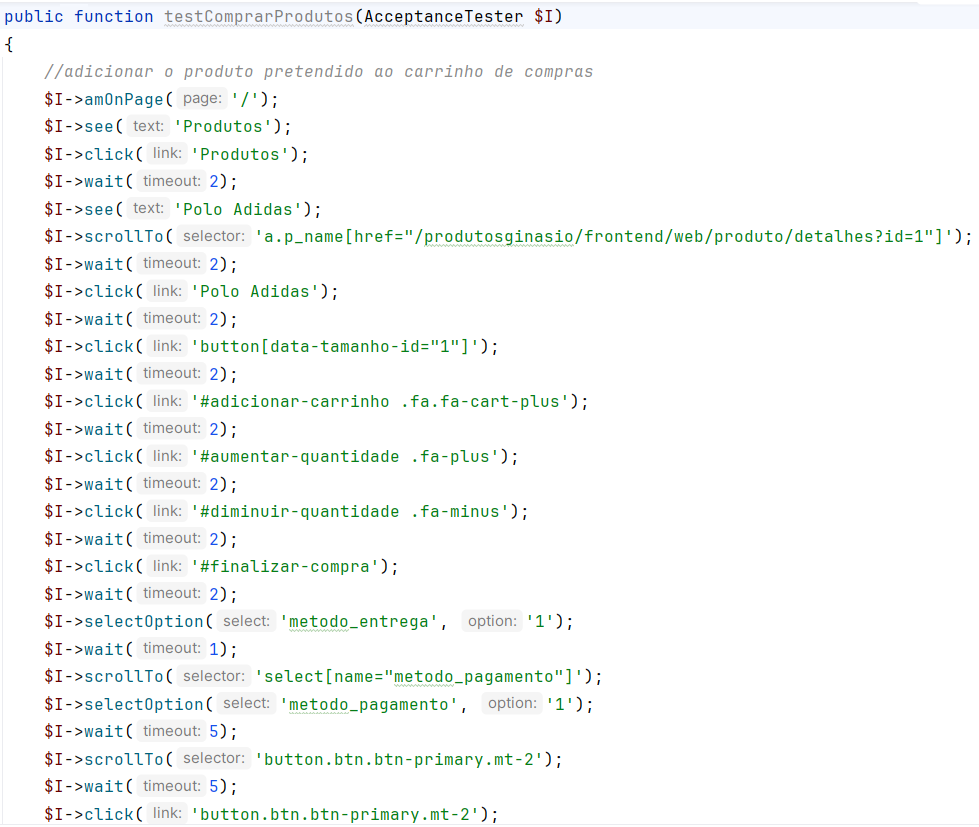 public function testComprarProdutos(AcceptanceTester $I)
{
    //adicionar o produto pretendido ao carrinho de compras
    $I->amOnPage( page: '/');
    $I->see( text: 'Produtos');
    $I->click( link: 'Produtos');
    $I->wait( timeout: 2);
    $I->see( text: 'Polo Adidas');
    $I->scrollTo( selector: 'a.p_name[href="/produtosginasio/frontend/web/produto/detalhes?id=1"]');
    $I->wait( timeout: 2);
    $I->click( link: 'Polo Adidas');
    $I->wait( timeout: 2);
    $I->click( link: 'button[data-tamanho-id="1"]');
    $I->wait( timeout: 2);
    $I->click( link: '#adicionar-carrinho .fa.fa-cart-plus');
    $I->wait( timeout: 2);
    $I->click( link: '#aumentar-quantidade .fa-plus');
    $I->wait( timeout: 2);
    $I->click( link: '#diminuir-quantidade .fa-minus');
    $I->wait( timeout: 2);
    $I->click( link: '#finalizar-compra');
    $I->wait( timeout: 2);
    $I->selectOption( select: 'metodo_entrega', option: '1');
    $I->wait( timeout: 1);
    $I->scrollTo( selector: 'select[name="metodo_pagamento"]');
    $I->selectOption( select: 'metodo_pagamento', option: '1');
    $I->wait( timeout: 5);
    $I->scrollTo( selector: 'button.btn.btn-primary.mt-2');
    $I->wait( timeout: 5);
    $I->click( link: 'button.btn.btn-primary.mt-2');